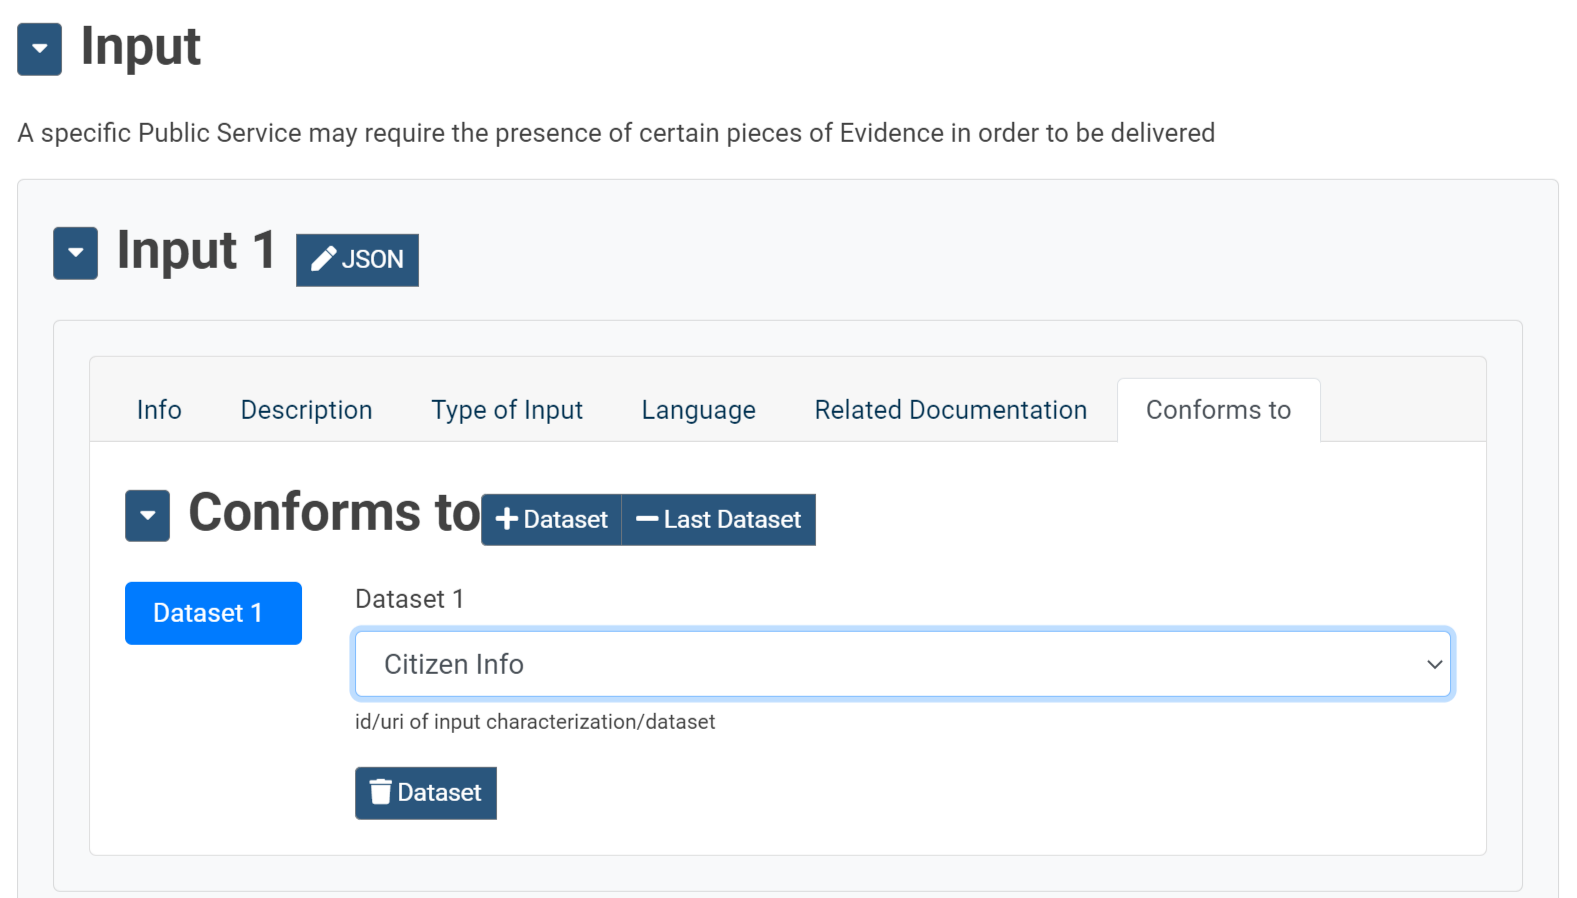 Input
A specific Public Service may require the presence of certain pieces of Evidence in order to be delivered
Input 1 JSON
Info Description Type of Input Language Related Documentation Conforms to
Conforms to Dataset Last Dataset
Dataset 1 Dataset 1
Citizen Info
id/uri of input characterization/dataset
Dataset